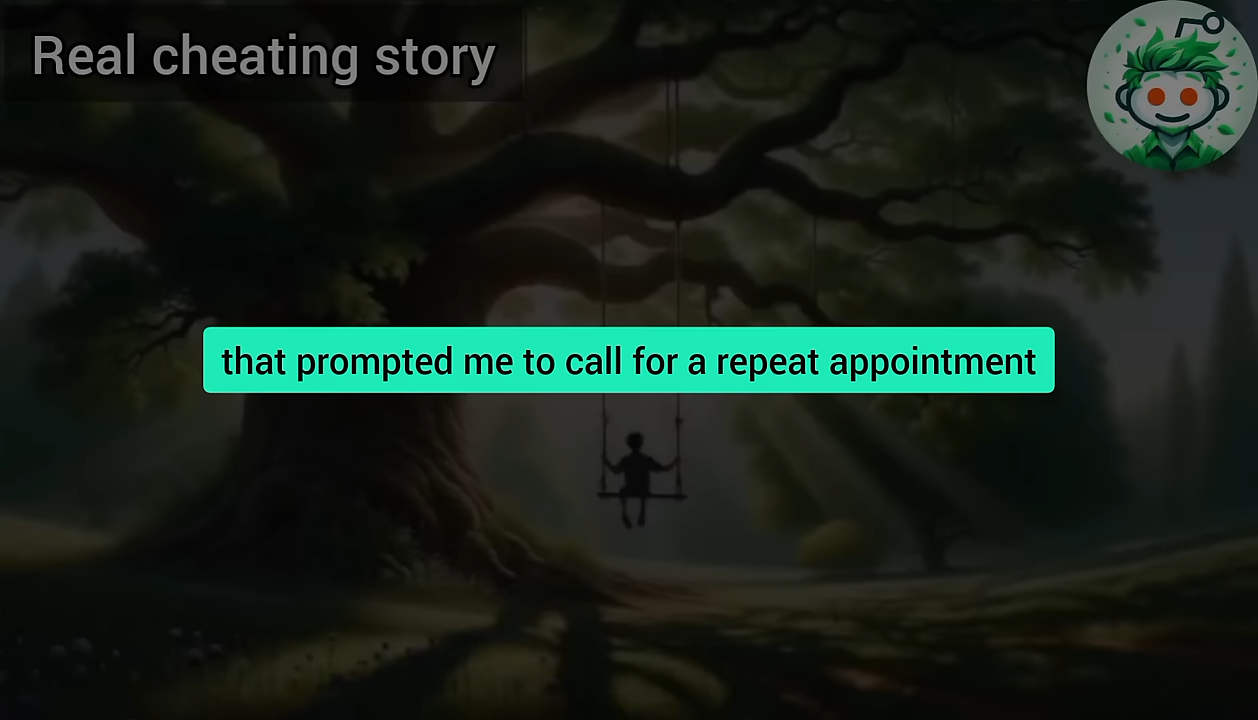 Real cheating story
that prompted me to call for a repeat appointment